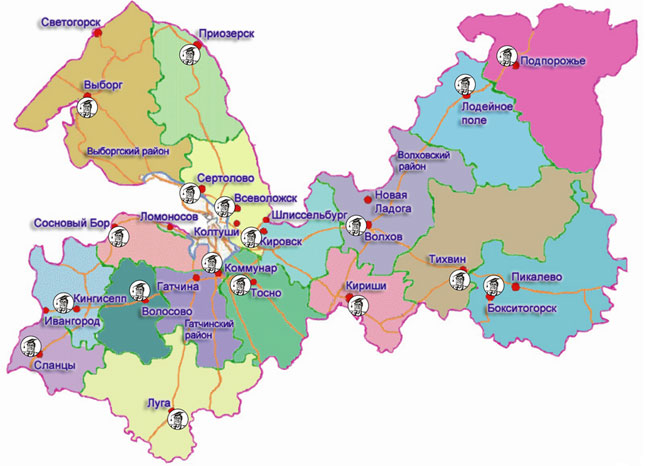 Светогорск
Приозерск
Подпорожье
Выборг
Лодейное
поле
Выборгский район
Волховский
район
Сертолово
Всеволожск
Новая
Ладога
Шлиссельбург
Ломоносов
Сосновый Бор
Колтуши
Волхов
Кировск
Тихвин
Коммунар
Пикалево
Гатчина
Тосно
Кириши
Кингисепп
Бокситогорск
Ивангород
Волосово
Гатчинский
район
Сланцы
Луга